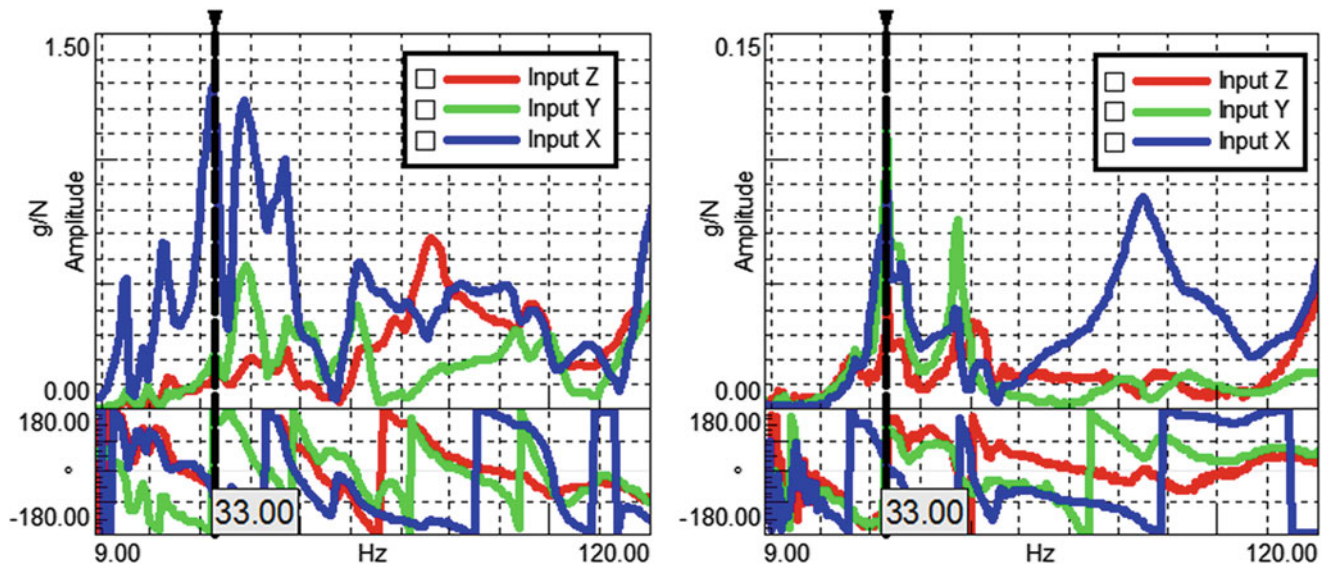 1.50
Input Z
Input Y
Input X
g/N
Amplitude
0.00
180.00
°
-180.00
33.00
9.00
Hz
120.00
0.15
Input Z
Input Y
Input X
g/N
Amplitude
0.00
180.00
°
-180.00
33.00
9.00
Hz
120.00